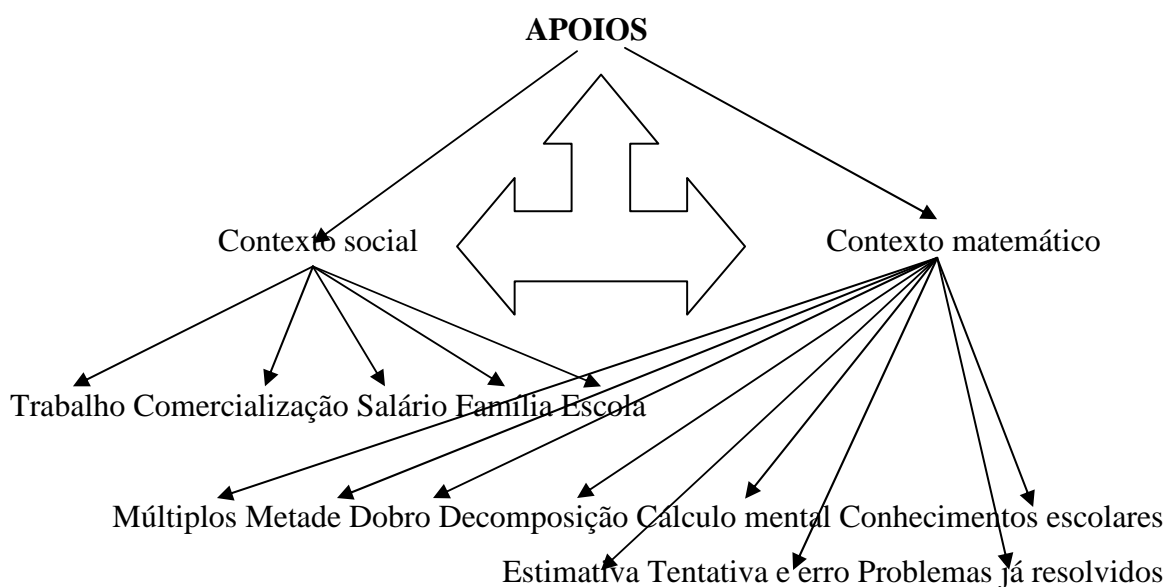 APOIOS
Contexto social Contexto matemático
Trabalho Comercialização Salário Família Escola
Múltiplos Metade Dobro Decomposição Cálculo mental Conhecimentos escolares
Estimativa Tentativa e erro Problemas já resolvidos